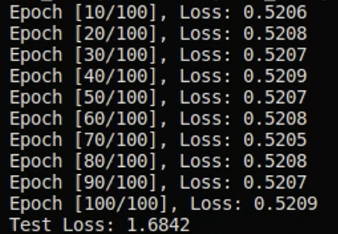 Epoch [10/100], Loss: 0.5206
Epoch [20/100], Loss: 0.5208
Epoch [30/100], Loss: 0.5207
Epoch [40/100], Loss: 0.5209
Epoch [50/100], Loss: 0.5207
Epoch [60/100], Loss: 0.5208
Epoch [70/100], Loss: 0.5205
Epoch [80/100], Loss: 0.5208
Epoch [90/100], Loss: 0.5207
Epoch [100/100], Loss: 0.5209
Test Loss: 1.6842